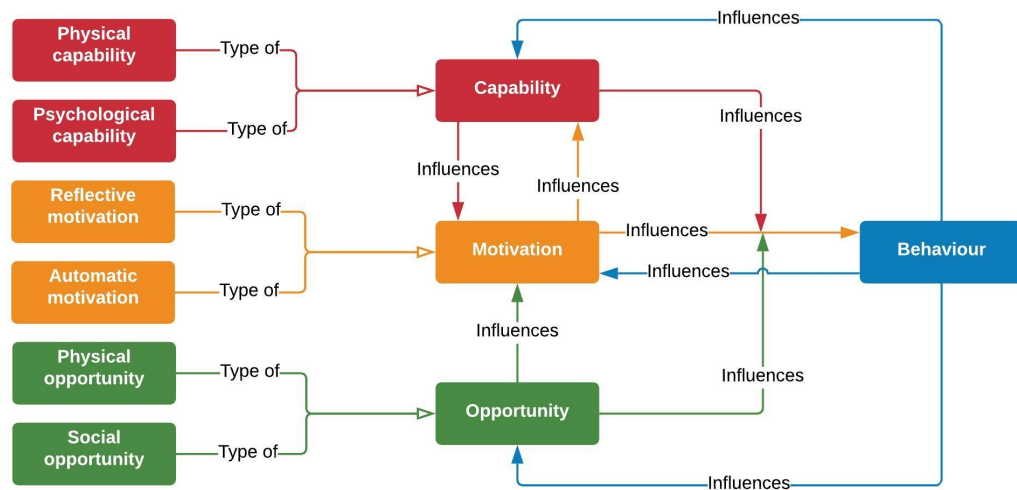 Influences
Physical
capability
Type of
Capability
Psychological
capability
Type of
Influences
Influences
Influences
Reflective
motivation
Type of
Motivation
Influences
Behaviour
Automatic
motivation
Type of
Influences
Influences
Physical
opportunity
Type of
Influences
Opportunity
Social
opportunity
Type of
Influences